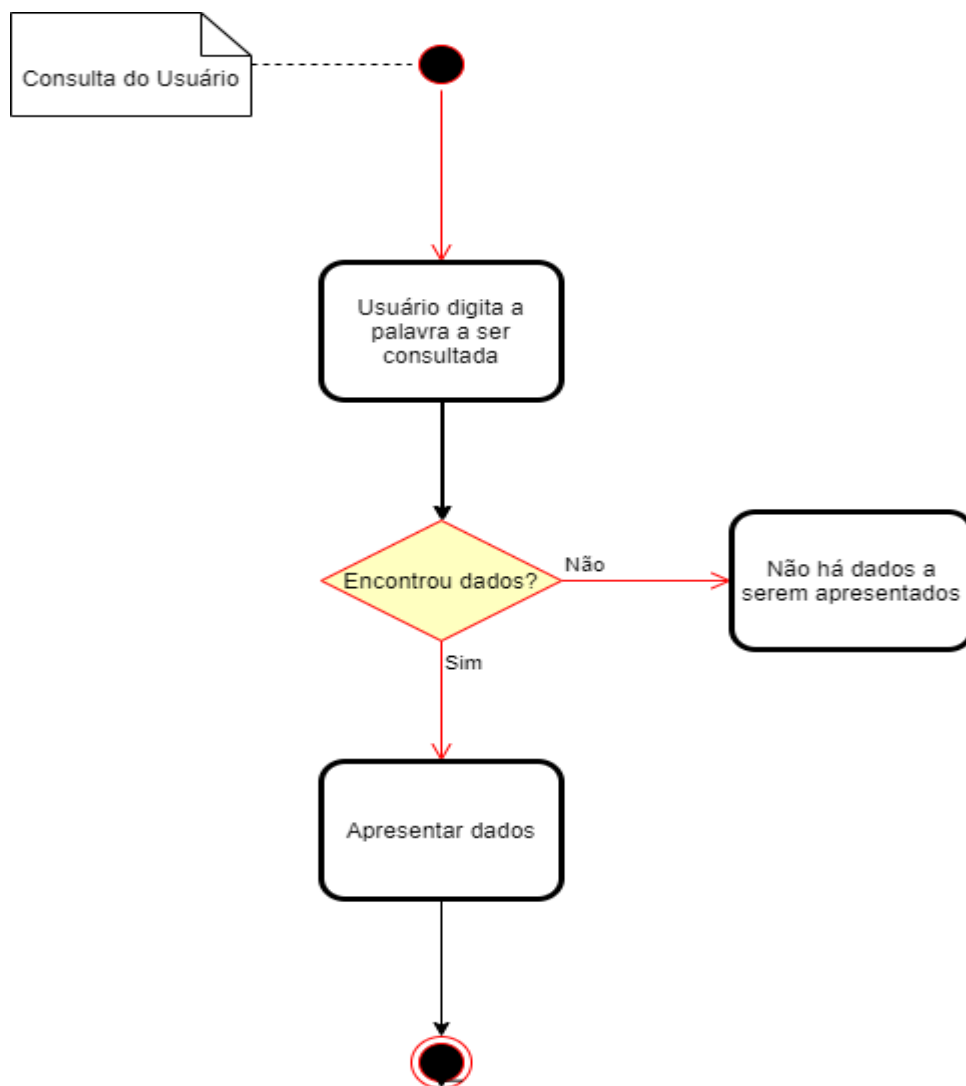 Consulta do Usuário
Usuário digita a
palavra a ser
consultada
Encontrou dados?
Não
Não há dados a
serem apresentados
Sim
Apresentar dados